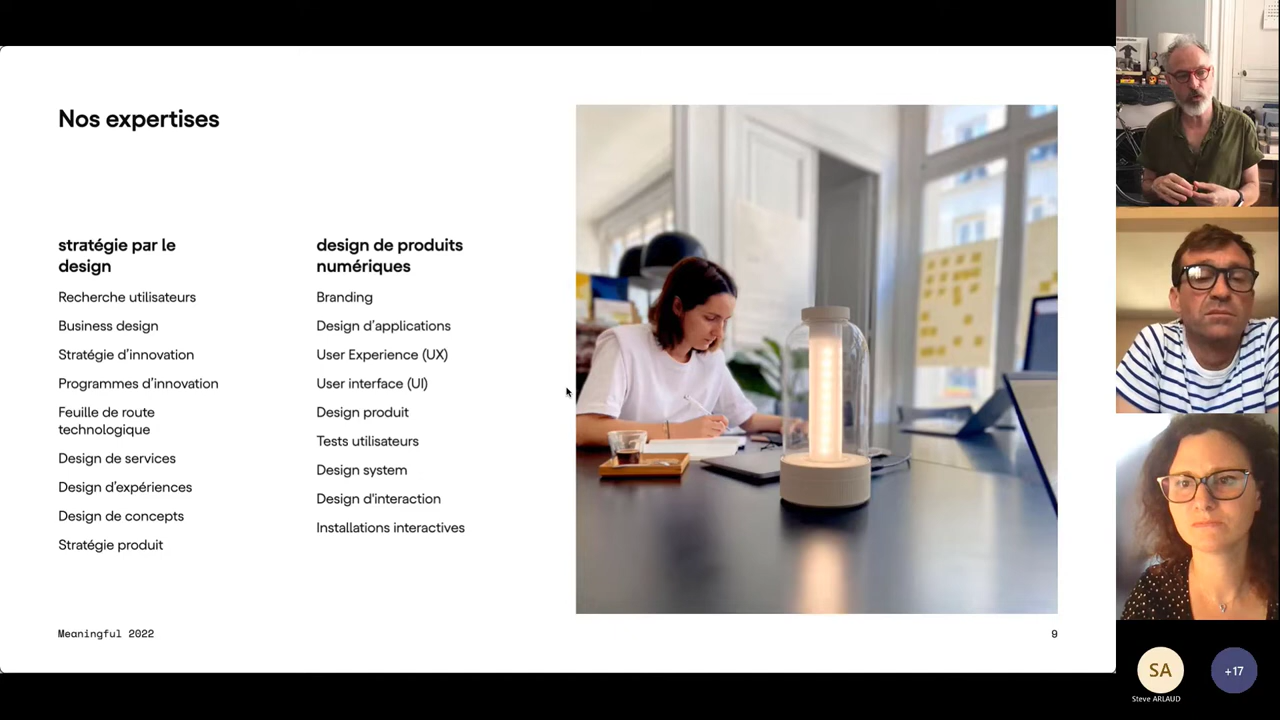 Nos expertises
stratégie par le
design
Recherche utilisateurs
Business design
Stratégie d’innovation
Programmes d’innovation
Feuille de route
technologique
Design de services
Design d’expériences
Design de concepts
Stratégie produit
design de produits
numériques
Branding
Design d’applications
User Experience (UX)
User interface (UI)
Design produit
Tests utilisateurs
Design system
Design d'interaction
Installations interactives
Meaningful 2022
9
SA
Steve ARLAUD
+17